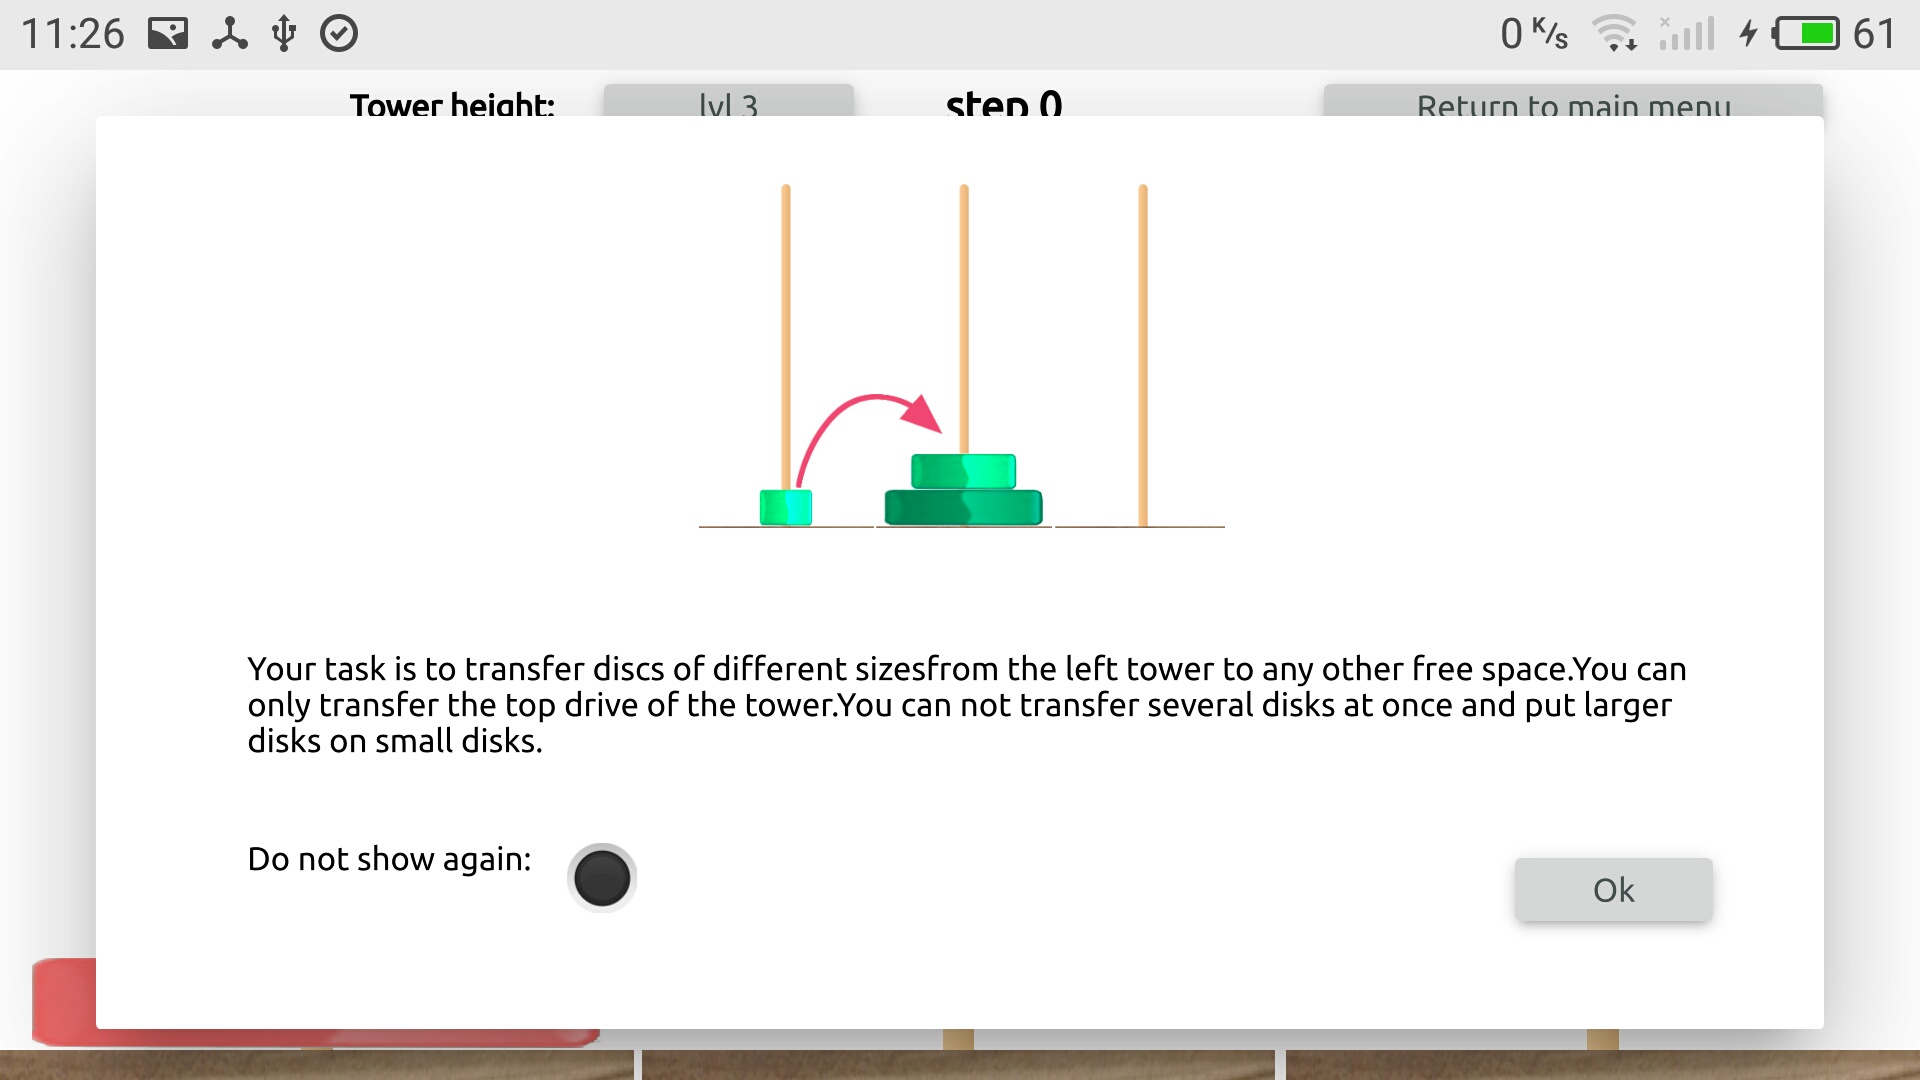 11:26 0 K/s 61
Tower height: lvl 3 step 0 Return to main menu
Your task is to transfer discs of different sizesfrom the left tower to any other free space.You can
only transfer the top drive of the tower.You can not transfer several disks at once and put larger
disks on small disks.
Do not show again:
Ok